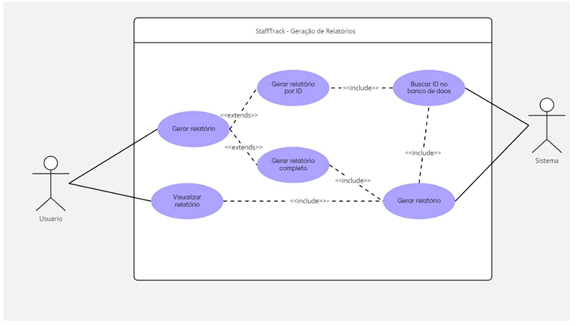 StaffTrack - Geração de Relatórios
Gerar relatório
por ID
<<include>>
Buscar ID no
banco de daos
<<extends>>
Gerar relatório
<<extends>>
<<include>>
Gerar relatório
completo
<<include>>
Sistema
Visualizar
relatório
<<include>>
Gerar relatório
Usuario